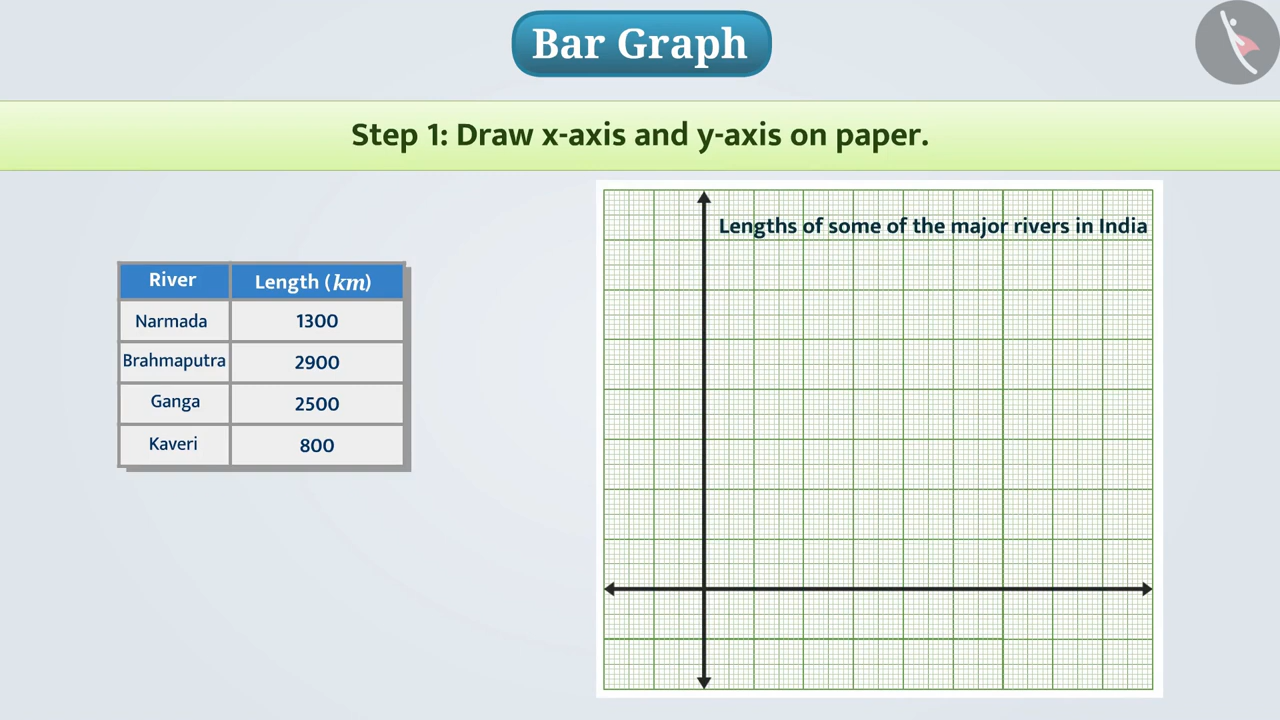 Bar Graph
Step 1: Draw x-axis and y-axis on paper.
River Length (km)
Narmada 1300
Brahmaputra 2900
Ganga 2500
Kaveri 800
Lengths of some of the major rivers in India